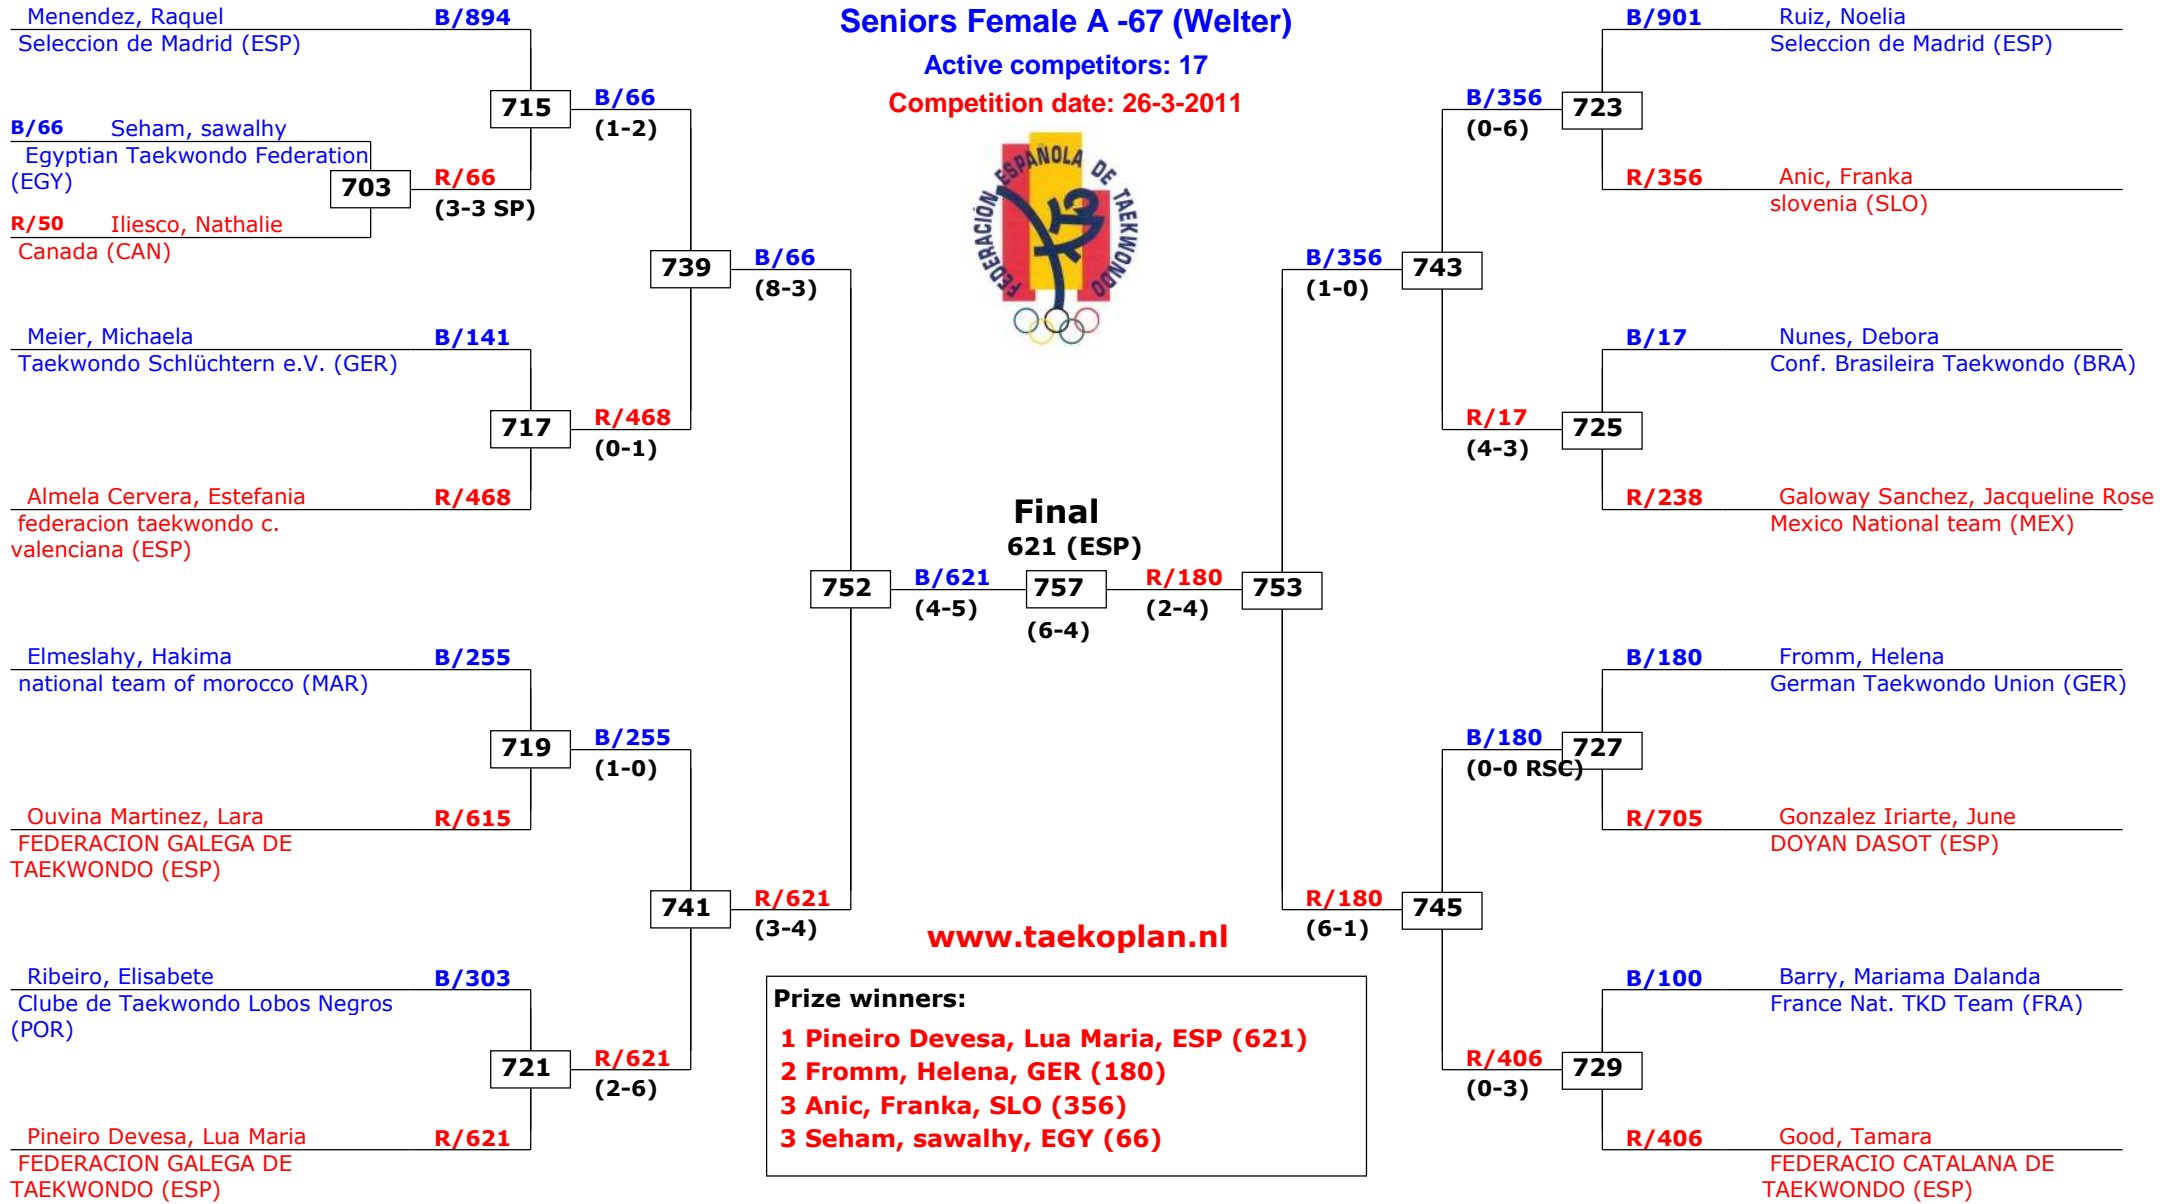 Seniors Female A -67 (Welter)
Active competitors: 17
Competition date: 26-3-2011
FEDERACIÓN ESPAÑOLA DE TAEKWONDO
Menendez, Raquel B/894
Seleccion de Madrid (ESP)
715
B/66
(1-2)
B/66 Seham, sawalhy
Egyptian Taekwondo Federation
(EGY)
703
R/66
(3-3 SP)
R/50 Iliesco, Nathalie
Canada (CAN)
739
B/66
(8-3)
Meier, Michaela B/141
Taekwondo Schlüchtern e.V. (GER)
717
R/468
(0-1)
Almela Cervera, Estefania R/468
federacion taekwondo c.
valenciana (ESP)
752
B/621
(4-5)
Elmeslahy, Hakima B/255
national team of morocco (MAR)
719
B/255
(1-0)
Ouvina Martinez, Lara R/615
FEDERACION GALEGA DE
TAEKWONDO (ESP)
741
R/621
(3-4)
Ribeiro, Elisabete B/303
Clube de Taekwondo Lobos Negros
(POR)
721
R/621
(2-6)
Pineiro Devesa, Lua Maria R/621
FEDERACION GALEGA DE
TAEKWONDO (ESP)
Final
621 (ESP)
757
(6-4)
R/180
(2-4)
753
B/901 Ruiz, Noelia
Seleccion de Madrid (ESP)
B/356
(0-6)
723
R/356 Anic, Franka
slovenia (SLO)
B/356
(1-0)
743
B/17 Nunes, Debora
Conf. Brasileira Taekwondo (BRA)
R/17
(4-3)
725
R/238 Galoway Sanchez, Jacqueline Rose
Mexico National team (MEX)
B/180 Fromm, Helena
German Taekwondo Union (GER)
B/180
(0-0 RSC)
727
R/705 Gonzalez Iriarte, June
DOYAN DASOT (ESP)
R/180
(6-1)
745
B/100 Barry, Mariama Dalanda
France Nat. TKD Team (FRA)
R/406
(0-3)
729
R/406 Good, Tamara
FEDERACIO CATALANA DE
TAEKWONDO (ESP)
www.taekoplan.nl
Prize winners:
1 Pineiro Devesa, Lua Maria, ESP (621)
2 Fromm, Helena, GER (180)
3 Anic, Franka, SLO (356)
3 Seham, sawalhy, EGY (66)